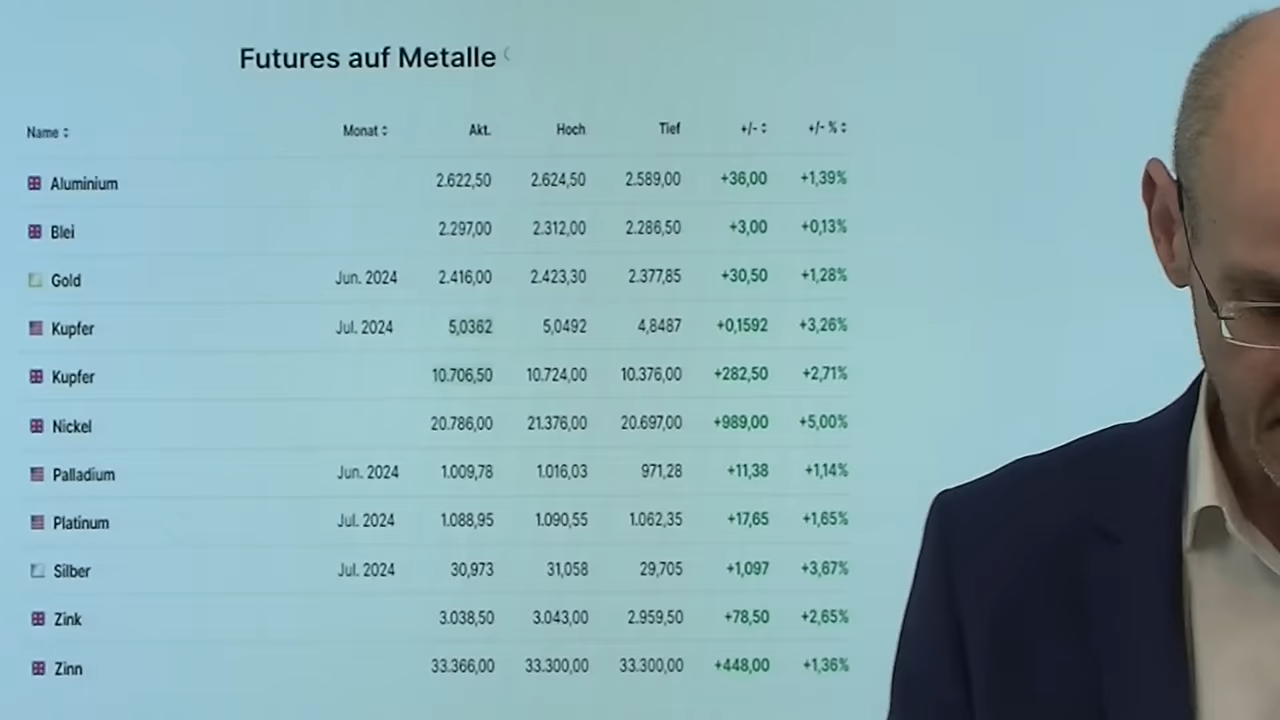 Futures auf Metalle
Name Monat Akt. Hoch Tief +/- +/- %
Aluminium 2.622,50 2.624,50 2.589,00 +36,00 +1,39%
Blei 2.297,00 2.312,00 2.286,50 +3,00 +0,13%
Gold Jun. 2024 2.416,00 2.423,30 2.377,85 +30,50 +1,28%
Kupfer Jul. 2024 5,0362 5,0492 4,8487 +0,1592 +3,26%
Kupfer 10.706,50 10.724,00 10.376,00 +282,50 +2,71%
Nickel 20.786,00 21.376,00 20.697,00 +989,00 +5,00%
Palladium Jun. 2024 1.009,78 1.016,03 971,28 +11,38 +1,14%
Platinum Jul. 2024 1.088,95 1.090,55 1.062,35 +17,65 +1,65%
Silber Jul. 2024 30,973 31,058 29,705 +1,097 +3,67%
Zink 3.038,50 3.043,00 2.959,50 +78,50 +2,65%
Zinn 33.366,00 33.300,00 33.300,00 +448,00 +1,36%